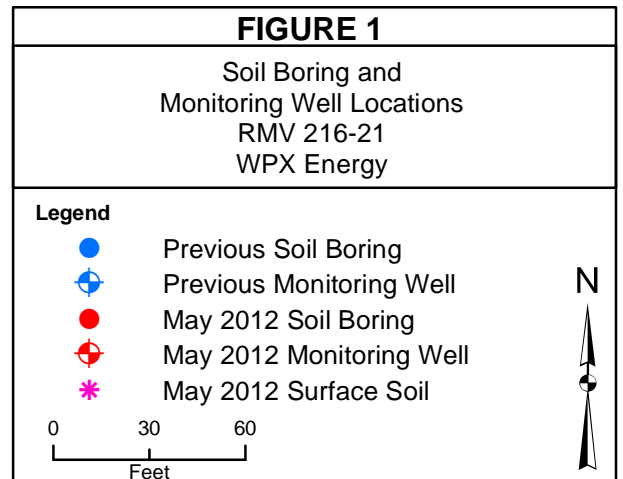 FIGURE 1
Soil Boring and
Monitoring Well Locations
RMV 216-21
WPX Energy
Legend
Previous Soil Boring
Previous Monitoring Well
May 2012 Soil Boring
May 2012 Monitoring Well
May 2012 Surface Soil
N
0 30 60
Feet